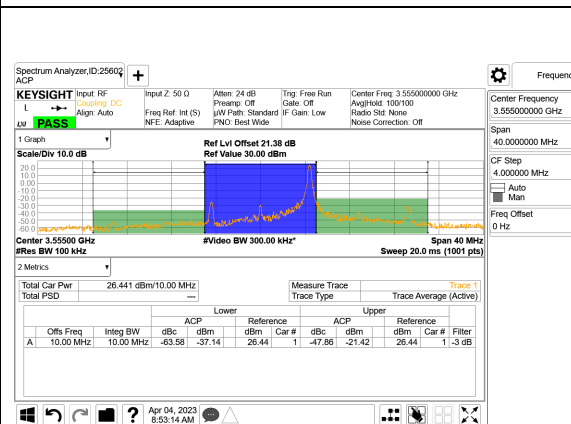 Spectrum Analyzer,ID:25602
ACP
+
Frequenc
KEYSIGHT
L
LXI
PASS
Input: RF
Coupling: DC
Align: Auto
Input Z: 50 Ω
Freq Ref: Int (S)
NFE: Adaptive
Atten: 24 dB
Preamp: Off
µW Path: Standard
PNO: Best Wide
Trig: Free Run
Gate: Off
IF Gain: Low
Center Freq: 3.555000000 GHz
Avg|Hold: 100/100
Radio Std: None
Noise Correction: Off
Center Frequency
3.555000000 GHz
Span
40.0000000 MHz
CF Step
4.000000 MHz
Auto
Man
Freq Offset
0 Hz
1 Graph
Scale/Div 10.0 dB
Ref Lvl Offset 21.38 dB
Ref Value 30.00 dBm
20.0
10.0
0.00
-10.0
-20.0
-30.0
-40.0
-50.0
-60.0
Center 3.55500 GHz
#Video BW 300.00 kHz*
Span 40 MHz
#Res BW 100 kHz
Sweep 20.0 ms (1001 pts)
2 Metrics
Total Car Pwr 26.441 dBm/10.00 MHz
Total PSD ---
Measure Trace Trace 1
Trace Type Trace Average (Active)
Lower Upper
ACP Reference ACP Reference
Offs Freq Integ BW dBc dBm dBm Car # dBc dBm dBm Car # Filter
A 10.00 MHz 10.00 MHz -63.58 -37.14 26.44 1 -47.86 -21.42 26.44 1 -3 dB
?
Apr 04, 2023
8:53:14 AM